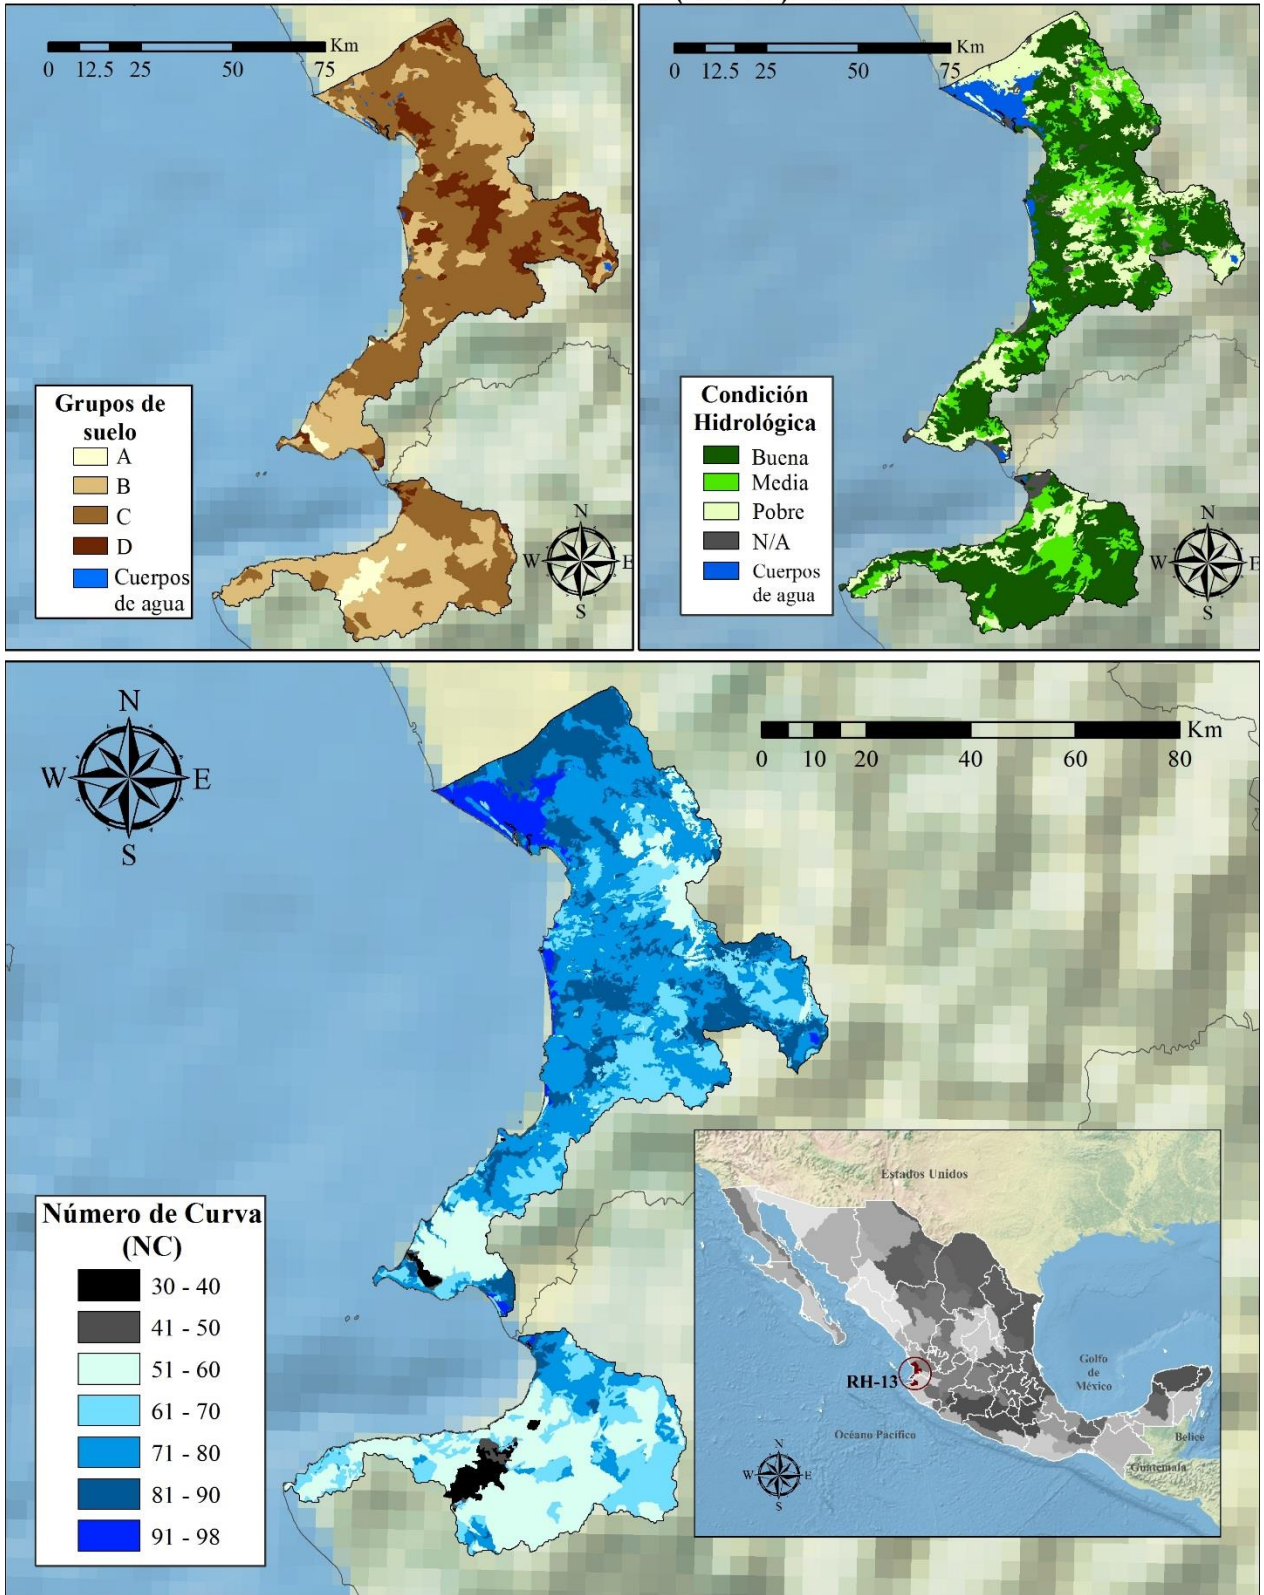 Km
0 12.5 25 50 75
Grupos de
suelo
A
B
C
D
Cuerpos
de agua
N
W E
S
Km
0 12.5 25 50 75
Condición
Hidrológica
Buena
Media
Pobre
N/A
Cuerpos
de agua
N
W E
S
N
W E
S
Km
0 10 20 40 60 80
Número de Curva
(NC)
30 - 40
41 - 50
51 - 60
61 - 70
71 - 80
81 - 90
91 - 98
Estados Unidos
Golfo
de
México
RH-13
Océano Pacífico
Belice
Guatemala
N
W E
S